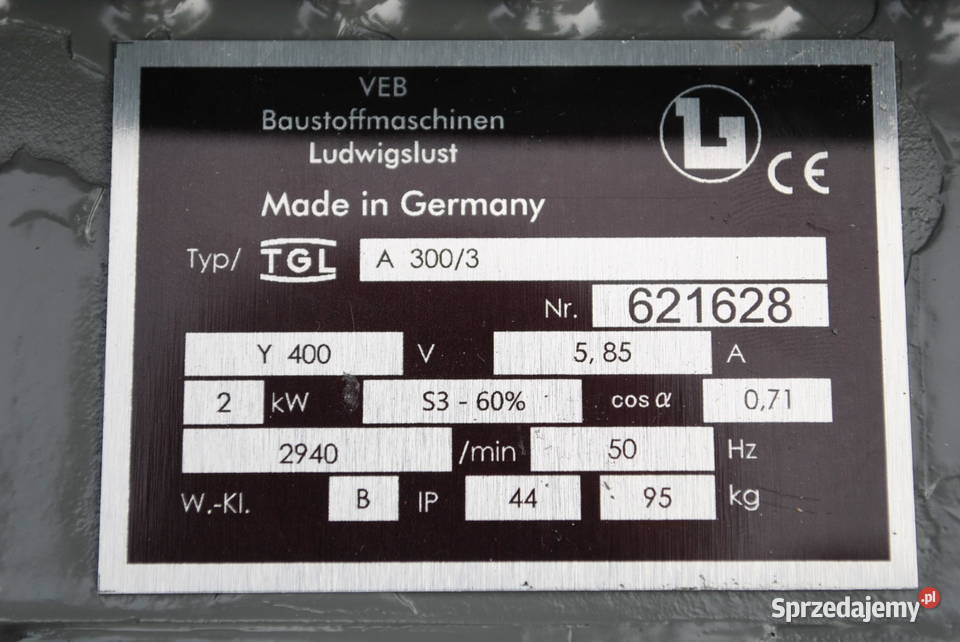 VEB
Baustoffmaschinen
Ludwigslust
Made in Germany
CE
Typ/ TGL A 300/3
Nr. 621628
Y 400 V 5,85 A
2 kW S3 - 60% cos α 0,71
2940 /min 50 Hz
W.-Kl. B IP 44 95 kg
Sprzedajemy.pl